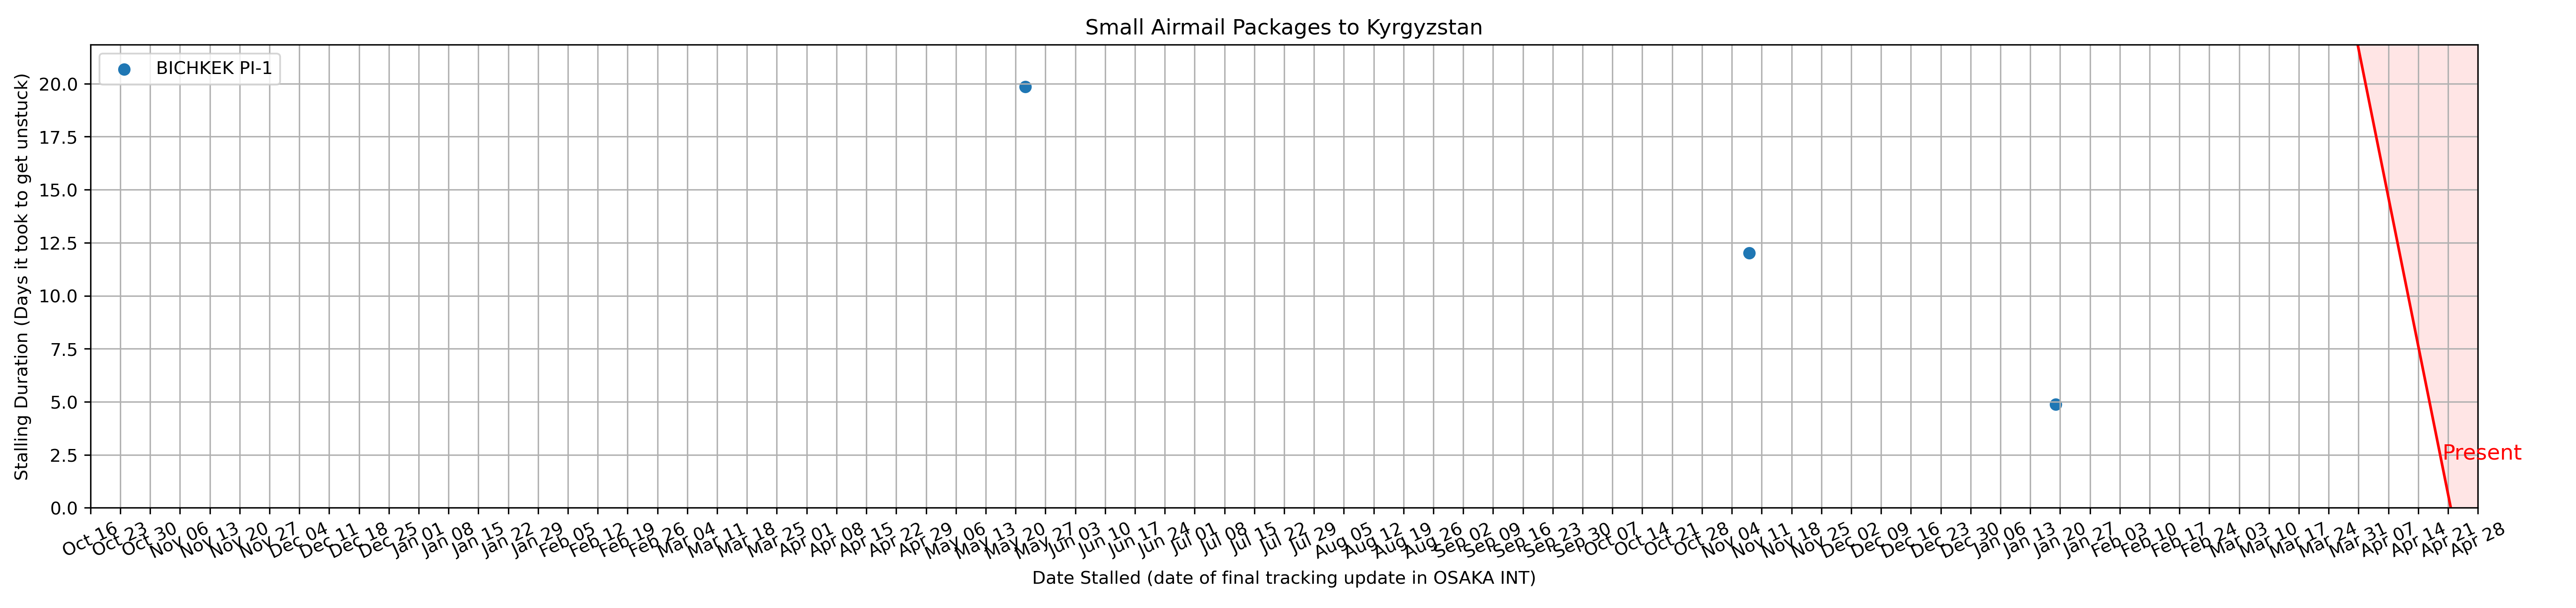 Small Airmail Packages to Kyrgyzstan
BICHKEK PI-1
Stalling Duration (Days it took to get unstuck)
20.0
17.5
15.0
12.5
10.0
7.5
5.0
2.5
0.0
Present
Oct 16
Oct 23
Oct 30
Nov 06
Nov 13
Nov 20
Nov 27
Dec 04
Dec 11
Dec 18
Dec 25
Jan 01
Jan 08
Jan 15
Jan 22
Jan 29
Feb 05
Feb 12
Feb 19
Feb 26
Mar 04
Mar 11
Mar 18
Mar 25
Apr 01
Apr 08
Apr 15
Apr 22
Apr 29
May 06
May 13
May 20
May 27
Jun 03
Jun 10
Jun 17
Jun 24
Jul 01
Jul 08
Jul 15
Jul 22
Jul 29
Aug 05
Aug 12
Aug 19
Aug 26
Sep 02
Sep 09
Sep 16
Sep 23
Sep 30
Oct 07
Oct 14
Oct 21
Oct 28
Nov 04
Nov 11
Nov 18
Nov 25
Dec 02
Dec 09
Dec 16
Dec 23
Dec 30
Jan 06
Jan 13
Jan 20
Jan 27
Feb 03
Feb 10
Feb 17
Feb 24
Mar 03
Mar 10
Mar 17
Mar 24
Mar 31
Apr 07
Apr 14
Apr 21
Apr 28
Date Stalled (date of final tracking update in OSAKA INT)